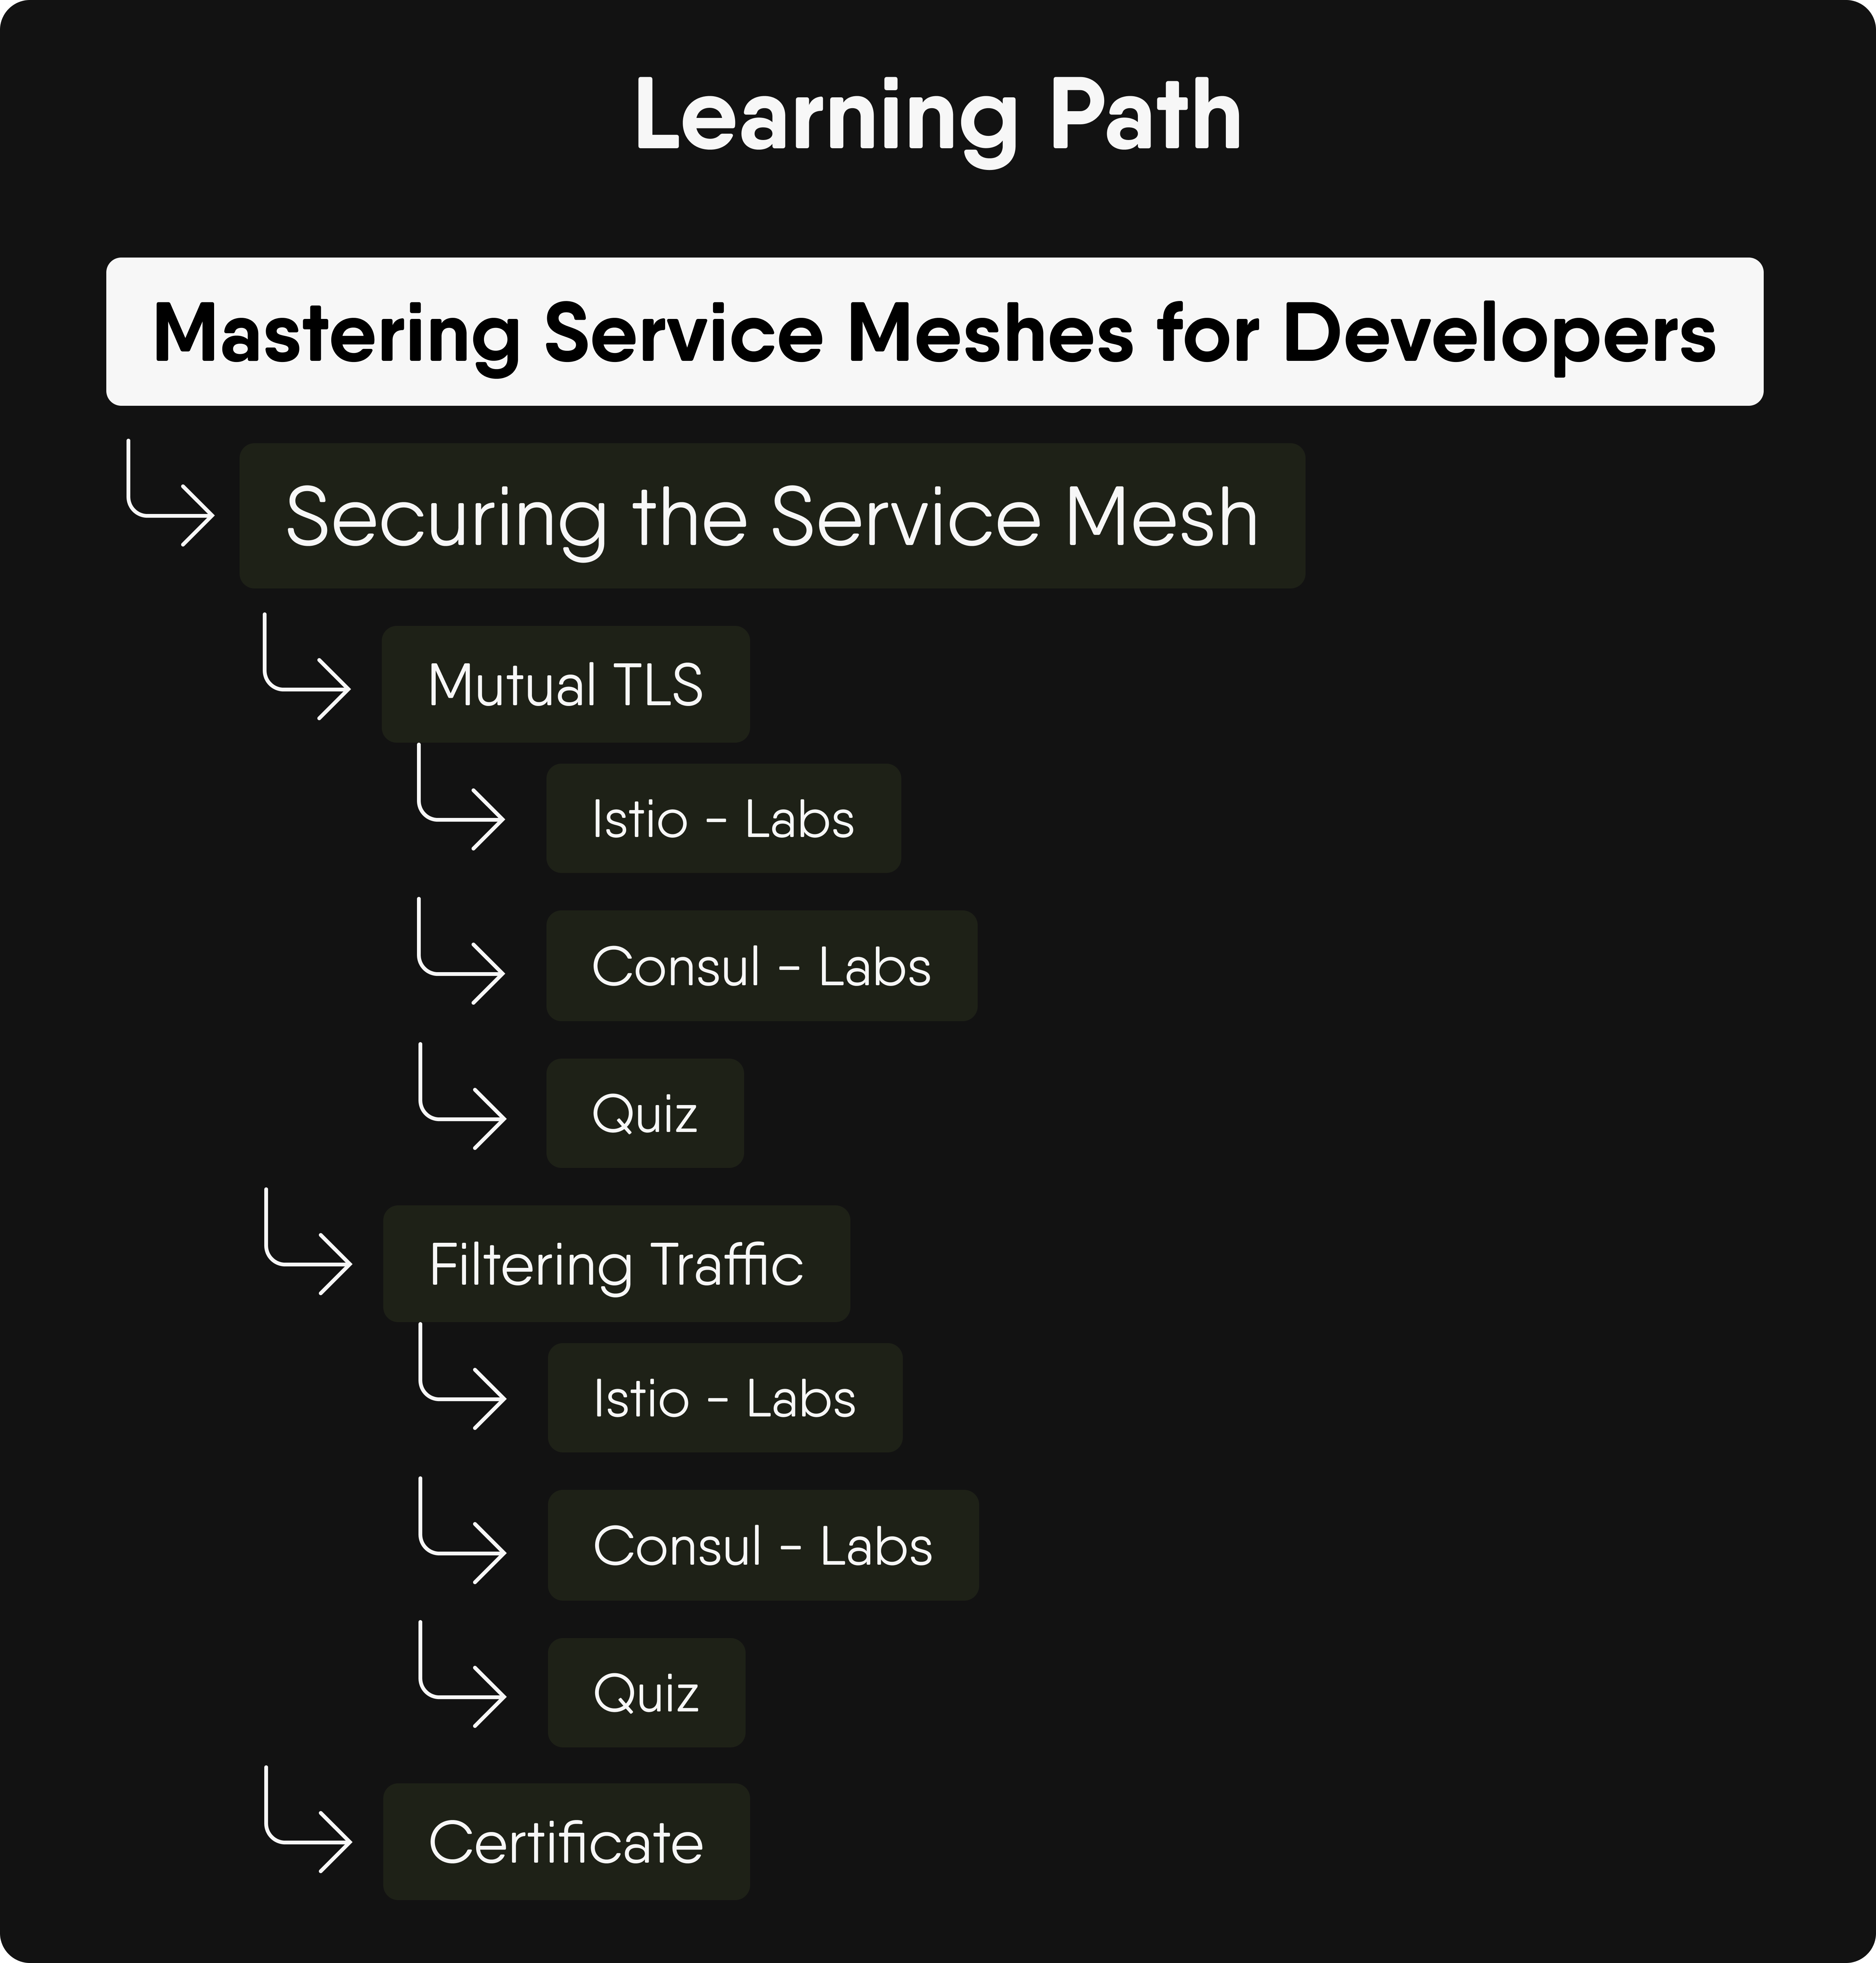 Learning Path
Mastering Service Meshes for Developers
Securing the Service Mesh
Mutual TLS
Istio - Labs
Consul - Labs
Quiz
Filtering Traffic
Istio - Labs
Consul - Labs
Quiz
Certificate